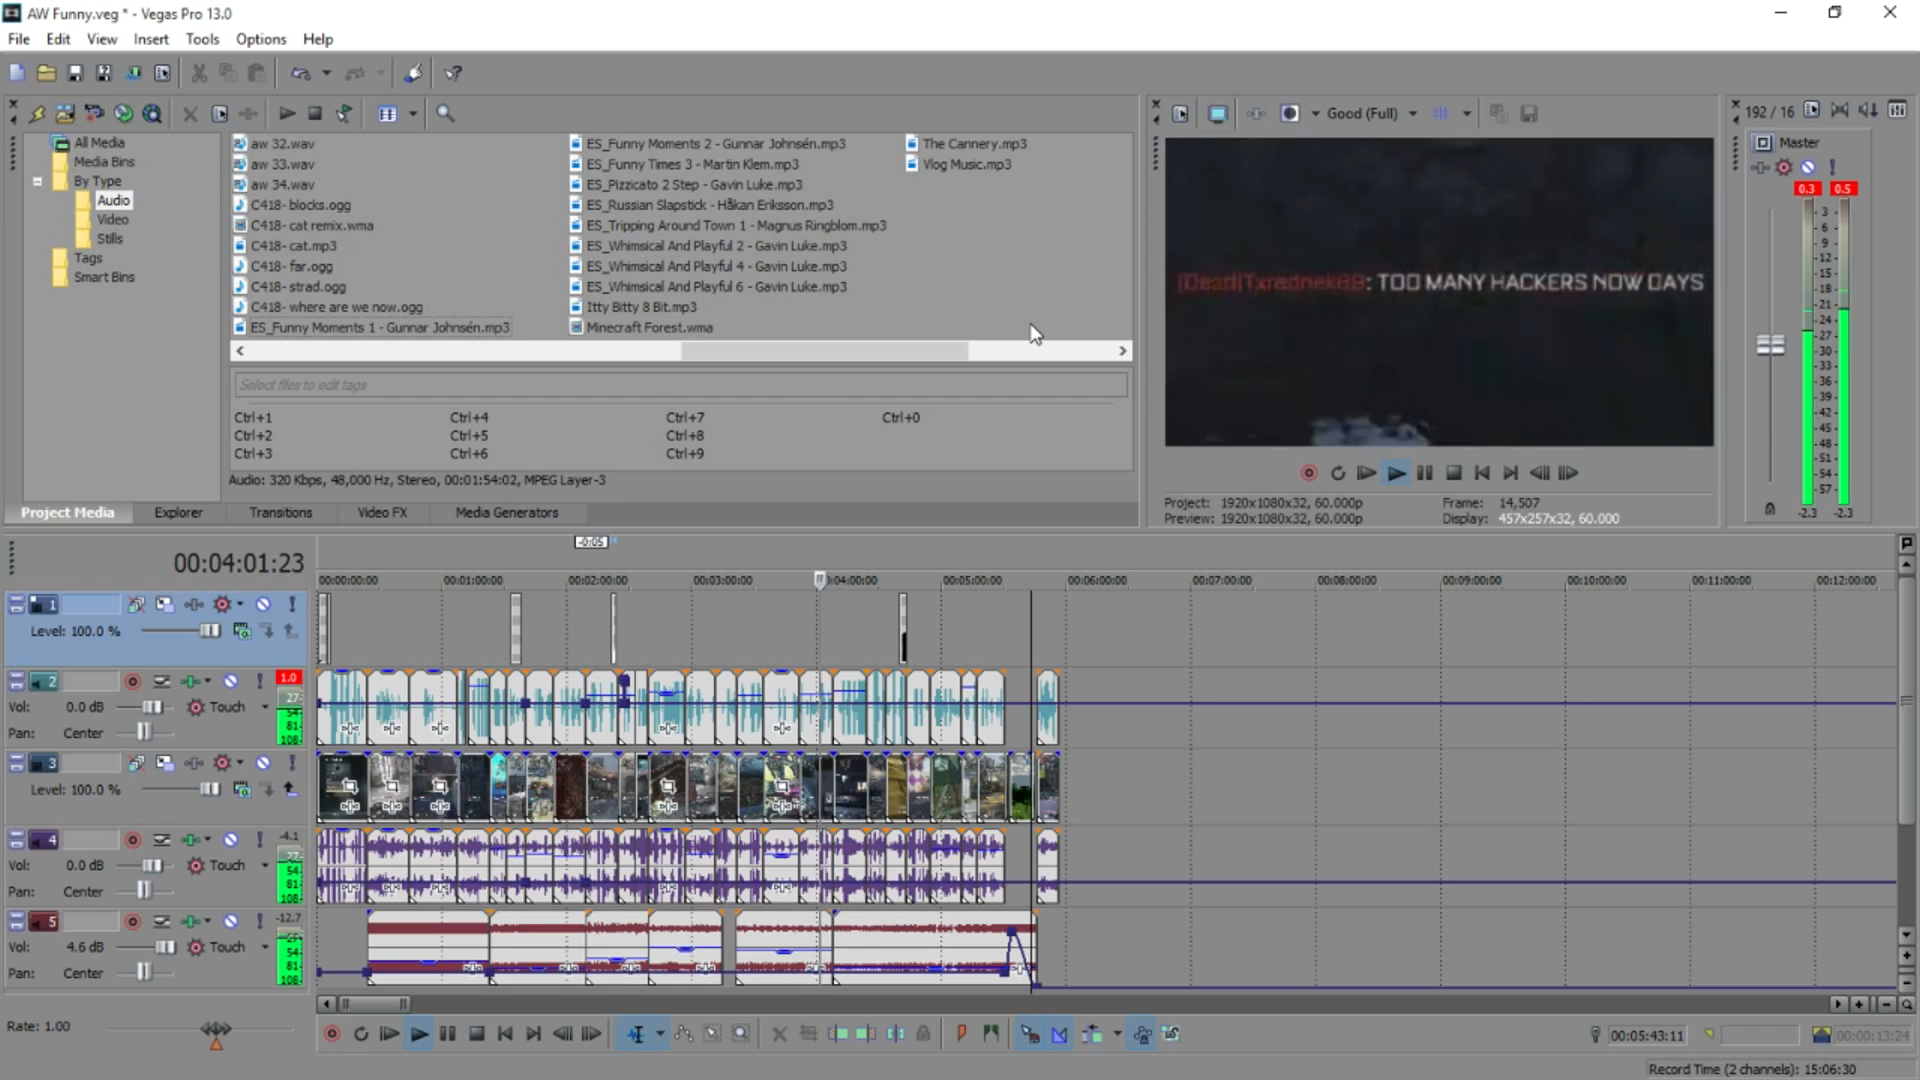 AW Funny.veg * - Vegas Pro 13.0
File Edit View Insert Tools Options Help
All Media
Media Bins
By Type
Audio
Video
Stills
Tags
Smart Bins
aw 32.wav
aw 33.wav
aw 34.wav
C418- blocks.ogg
C418- cat remix.wma
C418- cat.mp3
C418- far.ogg
C418- strad.ogg
C418- where are we now.ogg
ES_Funny Moments 1 - Gunnar Johnsén.mp3
ES_Funny Moments 2 - Gunnar Johnsén.mp3
ES_Funny Times 3 - Martin Klem.mp3
ES_Pizzicato 2 Step - Gavin Luke.mp3
ES_Russian Slapstick - Håkan Eriksson.mp3
ES_Tripping Around Town 1 - Magnus Ringblom.mp3
ES_Whimsical And Playful 2 - Gavin Luke.mp3
ES_Whimsical And Playful 4 - Gavin Luke.mp3
ES_Whimsical And Playful 6 - Gavin Luke.mp3
Itty Bitty 8 Bit.mp3
Minecraft Forest.wma
The Cannery.mp3
Vlog Music.mp3
Select files to edit tags
Ctrl+1 Ctrl+4 Ctrl+7 Ctrl+0
Ctrl+2 Ctrl+5 Ctrl+8
Ctrl+3 Ctrl+6 Ctrl+9
Audio: 320 Kbps, 48,000 Hz, Stereo, 00:01:54:02, MPEG Layer-3
Project Media Explorer Transitions Video FX Media Generators
Good (Full)
[Dead]Txrednek69: TOO MANY HACKERS NOW DAYS
Project: 1920x1080x32, 60.000p Frame: 14,507
Preview: 1920x1080x32, 60.000p Display: 457x257x32, 60.000
192 / 16
Master
0.3 0.5
- 3 -
- 6 -
- 9 -
- 12 -
- 15 -
- 18 -
- 21 -
- 24 -
- 27 -
- 30 -
- 33 -
- 36 -
- 39 -
- 42 -
- 45 -
- 48 -
- 51 -
- 54 -
- 57 -
-2.3 -2.3
00:04:01:23
-0:05
00:00:00:00 00:01:00:00 00:02:00:00 00:03:00:00 0:04:00:00 00:05:00:00 00:06:00:00 00:07:00:00 00:08:00:00 00:09:00:00 00:10:00:00 00:11:00:00 00:12:00:00
1
Level: 100.0 %
2 1.0
Vol: 0.0 dB Touch
Pan: Center
27 54 81 108
3
Level: 100.0 %
4 -4.1
Vol: 0.0 dB Touch
Pan: Center
27 54 81 108
5 -12.7
Vol: 4.6 dB Touch
Pan: Center
54 81 108
Rate: 1.00
00:05:43:11
00:00:13:24
Record Time (2 channels): 15:06:30